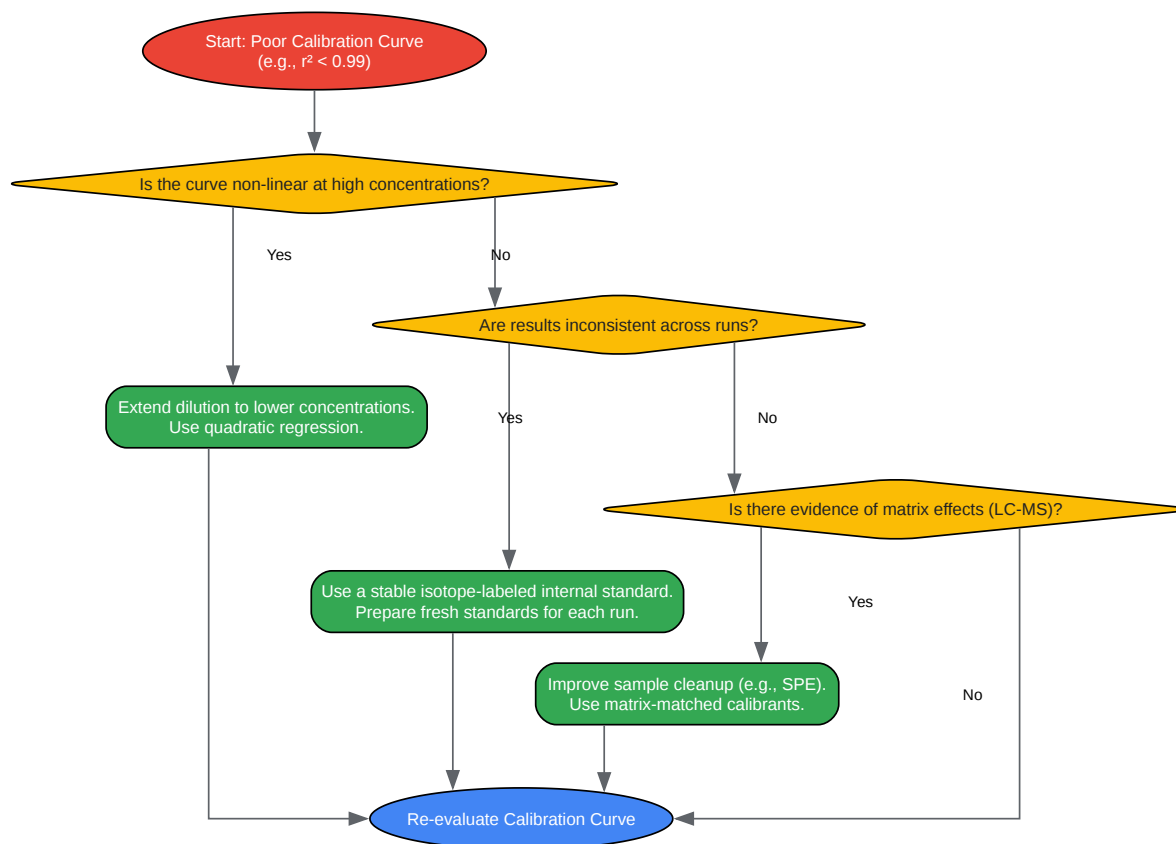 Start: Poor Calibration Curve
(e.g., r² < 0.99)
Is the curve non-linear at high concentrations?
Yes
No
Are results inconsistent across runs?
Extend dilution to lower concentrations.
Use quadratic regression.
Yes
No
Is there evidence of matrix effects (LC-MS)?
Use a stable isotope-labeled internal standard.
Prepare fresh standards for each run.
Yes
Improve sample cleanup (e.g., SPE).
Use matrix-matched calibrants.
No
Re-evaluate Calibration Curve